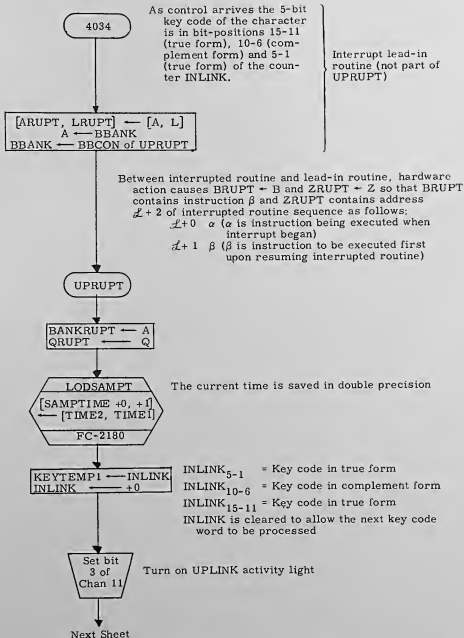 4034
As control arrives the 5-bit
key code of the character
is in bit-positions 15-11
(true form), 10-6 (com-
plement form) and 5-1
(true form) of the coun-
ter INLINK.
Interrupt lead-in
routine (not part of
UPRUPT)
[ARUPT, LRUPT] ← [A, L]
A ← BBANK
BBANK ← BBCON of UPRUPT
Between interrupted routine and lead-in routine, hardware
action causes BRUPT ← B and ZRUPT ← Z so that BRUPT
contains instruction β and ZRUPT contains address
ℒ + 2 of interrupted routine sequence as follows;
ℒ+ 0 α (α is instruction being executed when
interrupt began)
ℒ+ 1 β (β is instruction to be executed first
upon resuming interrupted routine)
UPRUPT
BANKRUPT ← A
QRUPT ← Q
LODSAMPT
[SAMPTIME +0, +1]
← [TIME2, TIME1]
FC-2180
The current time is saved in double precision
KEYTEMP1 ← INLINK
INLINK ← +0
INLINK5-1 = Key code in true form
INLINK10-6 = Key code in complement form
INLINK15-11 = Key code in true form
INLINK is cleared to allow the next key code
word to be processed
Set bit
3 of
Chan 11
Turn on UPLINK activity light
Next Sheet